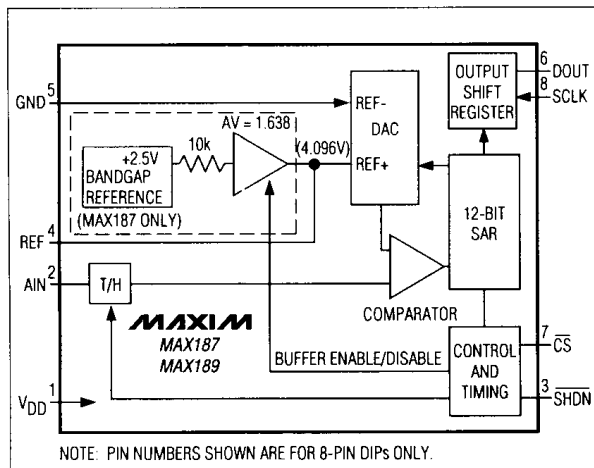 GND 5
AV = 1.638
+2.5V
BANDGAP
REFERENCE
(MAX187 ONLY)
10k
(4.096V)
REF-
DAC
REF+
OUTPUT
SHIFT
REGISTER
6 DOUT
8 SCLK
12-BIT
SAR
REF 4
AIN 2
T/H
COMPARATOR
MAXIM
MAX187
MAX189
BUFFER ENABLE/DISABLE
CONTROL
AND
TIMING
7 CS
3 SHDN
VDD 1
NOTE: PIN NUMBERS SHOWN ARE FOR 8-PIN DIPs ONLY.